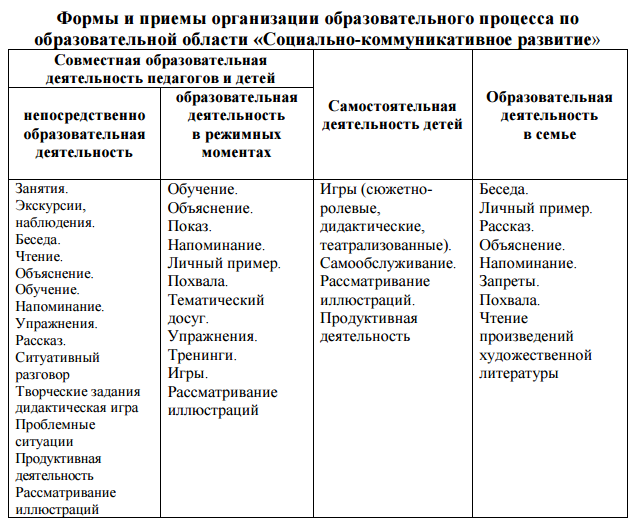 Формы и приемы организации образовательного процесса по
образовательной области «Социально-коммуникативное развитие»
Совместная образовательная
деятельность педагогов и детей
непосредственно
образовательная
деятельность
образовательная
деятельность
в режимных
моментах
Самостоятельная
деятельность детей
Образовательная
деятельность
в семье
Занятия.
Экскурсии,
наблюдения.
Беседа.
Чтение.
Объяснение.
Обучение.
Напоминание.
Упражнения.
Рассказ.
Ситуативный
разговор
Творческие задания
дидактическая игра
Проблемные
ситуации
Продуктивная
деятельность
Рассматривание
иллюстраций
Обучение.
Объяснение.
Показ.
Напоминание.
Личный пример.
Похвала.
Тематический
досуг.
Упражнения.
Тренинги.
Игры.
Рассматривание
иллюстраций
Игры (сюжетно-
ролевые,
дидактические,
театрализованные).
Самообслуживание.
Рассматривание
иллюстраций.
Продуктивная
деятельность
Беседа.
Личный пример.
Рассказ.
Объяснение.
Напоминание.
Запреты.
Похвала.
Чтение
произведений
художественной
литературы